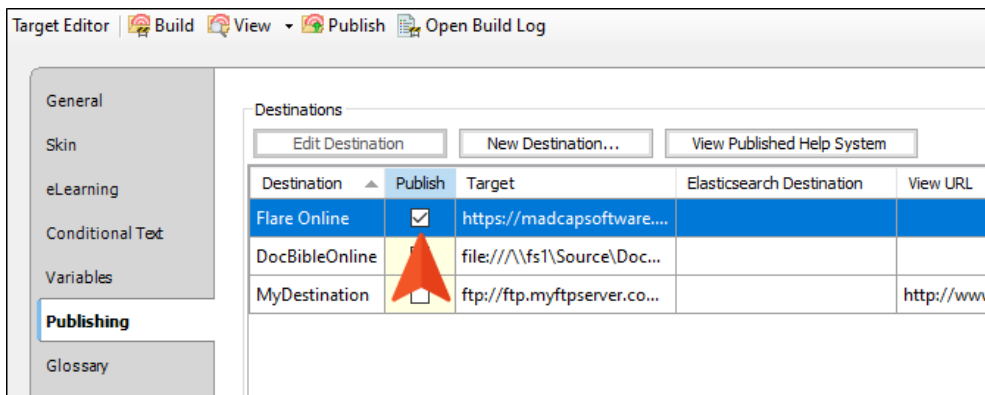 Target Editor Build View Publish Open Build Log
General
Skin
eLearning
Conditional Text
Variables
Publishing
Glossary
Destinations
Edit Destination New Destination... View Published Help System
Destination Publish Target Elasticsearch Destination View URL
Flare Online https://madcapsoftware....
DocBibleOnline file:///\\fs1\Source\Doc...
MyDestination ftp://ftp.myftpserver.co... http://www